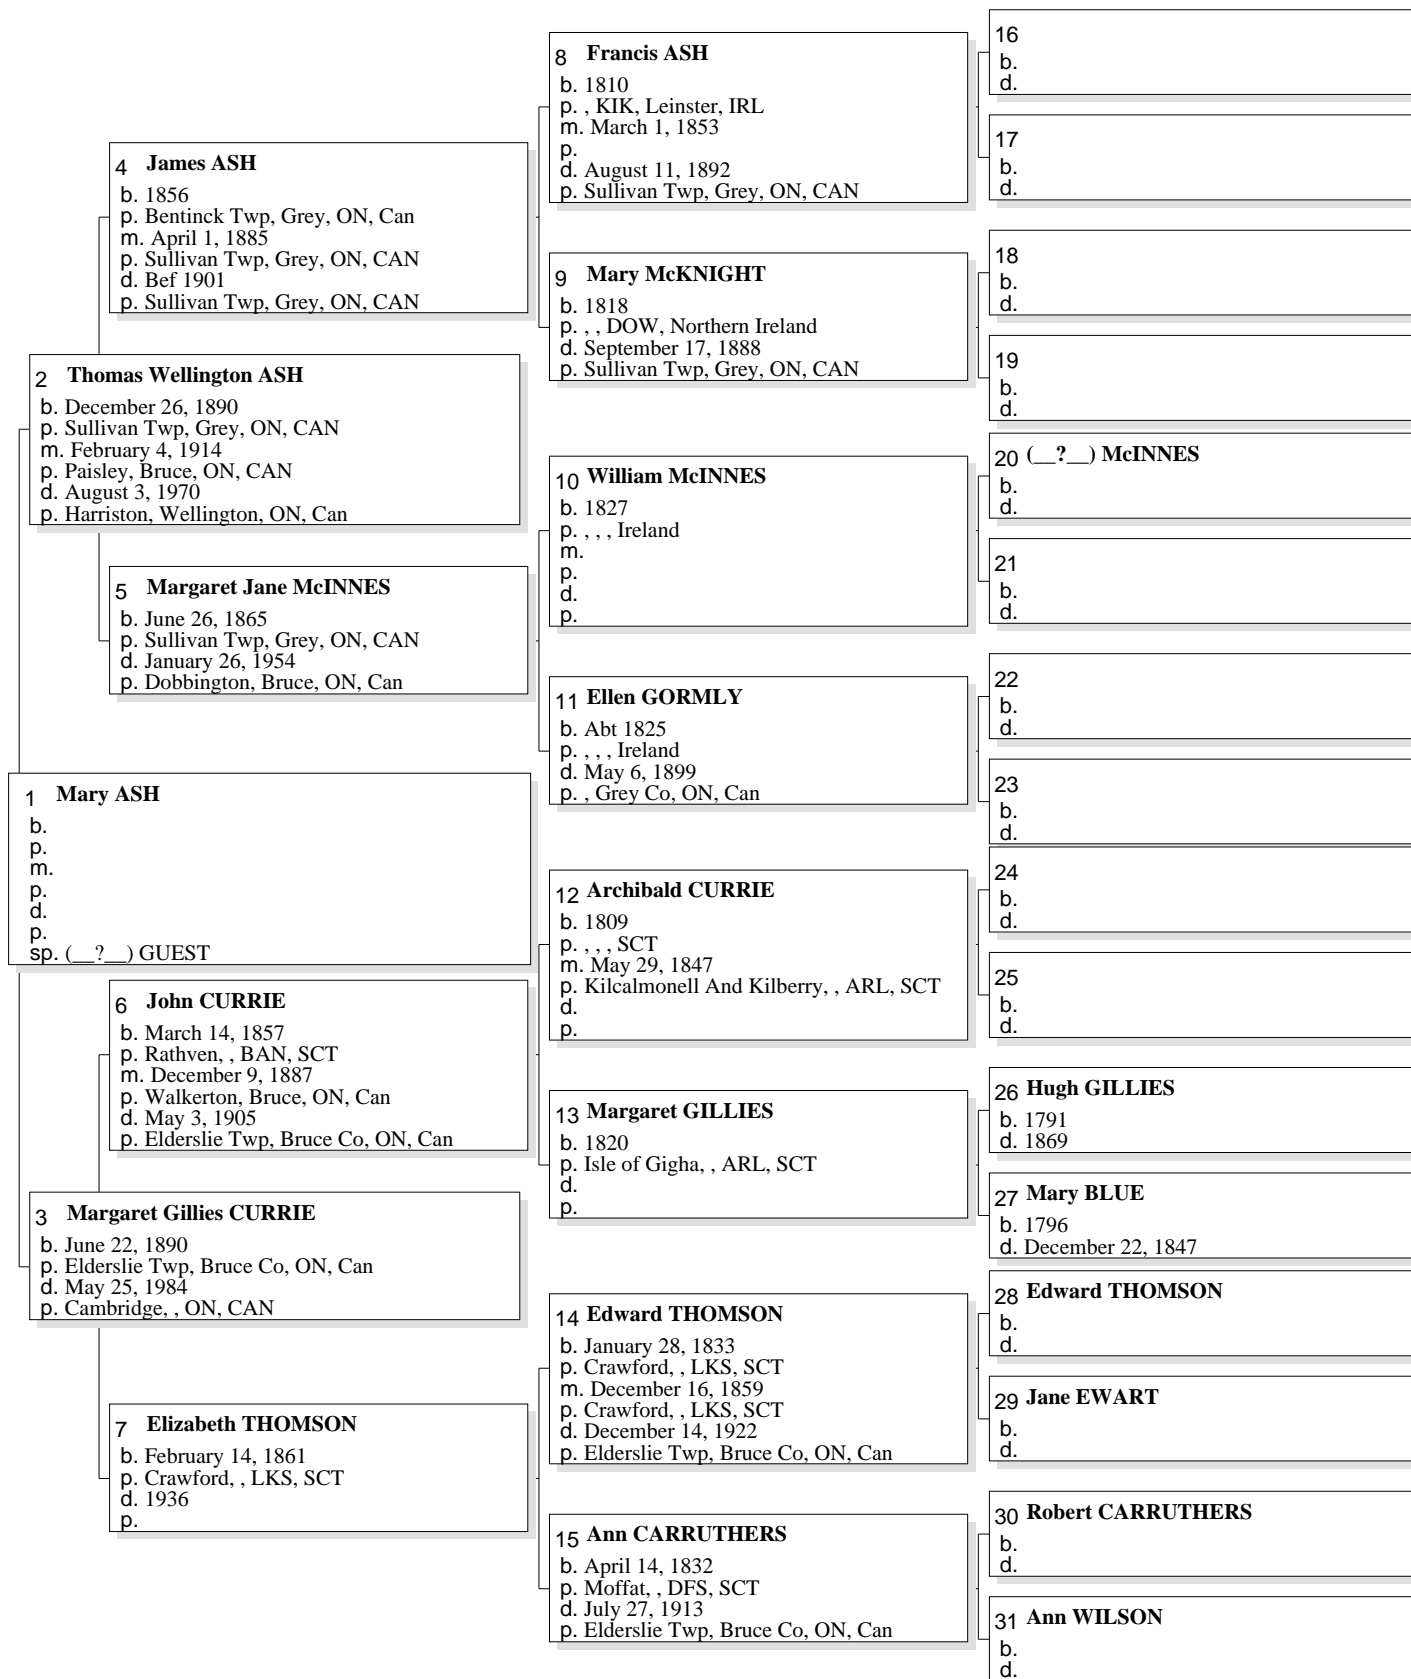 1 Mary ASH
b.
p.
m.
p.
d.
p.
sp. (__?__) GUEST
2 Thomas Wellington ASH
b. December 26, 1890
p. Sullivan Twp, Grey, ON, CAN
m. February 4, 1914
p. Paisley, Bruce, ON, CAN
d. August 3, 1970
p. Harriston, Wellington, ON, Can
3 Margaret Gillies CURRIE
b. June 22, 1890
p. Elderslie Twp, Bruce Co, ON, Can
d. May 25, 1984
p. Cambridge, , ON, CAN
4 James ASH
b. 1856
p. Bentinck Twp, Grey, ON, Can
m. April 1, 1885
p. Sullivan Twp, Grey, ON, CAN
d. Bef 1901
p. Sullivan Twp, Grey, ON, CAN
5 Margaret Jane McINNES
b. June 26, 1865
p. Sullivan Twp, Grey, ON, CAN
d. January 26, 1954
p. Dobbington, Bruce, ON, Can
6 John CURRIE
b. March 14, 1857
p. Rathven, , BAN, SCT
m. December 9, 1887
p. Walkerton, Bruce, ON, Can
d. May 3, 1905
p. Elderslie Twp, Bruce Co, ON, Can
7 Elizabeth THOMSON
b. February 14, 1861
p. Crawford, , LKS, SCT
d. 1936
p.
8 Francis ASH
b. 1810
p. , KIK, Leinster, IRL
m. March 1, 1853
p.
d. August 11, 1892
p. Sullivan Twp, Grey, ON, CAN
9 Mary McKNIGHT
b. 1818
p. , , DOW, Northern Ireland
d. September 17, 1888
p. Sullivan Twp, Grey, ON, CAN
10 William McINNES
b. 1827
p. , , , Ireland
m.
p.
d.
p.
11 Ellen GORMLY
b. Abt 1825
p. , , , Ireland
d. May 6, 1899
p. , Grey Co, ON, Can
12 Archibald CURRIE
b. 1809
p. , , , SCT
m. May 29, 1847
p. Kilcalmonell And Kilberry, , ARL, SCT
d.
p.
13 Margaret GILLIES
b. 1820
p. Isle of Gigha, , ARL, SCT
d.
p.
14 Edward THOMSON
b. January 28, 1833
p. Crawford, , LKS, SCT
m. December 16, 1859
p. Crawford, , LKS, SCT
d. December 14, 1922
p. Elderslie Twp, Bruce Co, ON, Can
15 Ann CARRUTHERS
b. April 14, 1832
p. Moffat, , DFS, SCT
d. July 27, 1913
p. Elderslie Twp, Bruce Co, ON, Can
16
b.
d.
17
b.
d.
18
b.
d.
19
b.
d.
20 (__?__) McINNES
b.
d.
21
b.
d.
22
b.
d.
23
b.
d.
24
b.
d.
25
b.
d.
26 Hugh GILLIES
b. 1791
d. 1869
27 Mary BLUE
b. 1796
d. December 22, 1847
28 Edward THOMSON
b.
d.
29 Jane EWART
b.
d.
30 Robert CARRUTHERS
b.
d.
31 Ann WILSON
b.
d.